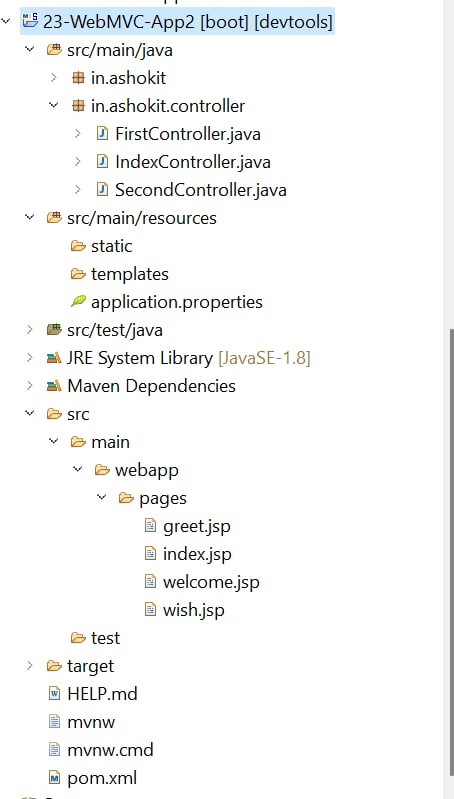 23-WebMVC-App2 [boot] [devtools]
src/main/java
in.ashokit
in.ashokit.controller
FirstController.java
IndexController.java
SecondController.java
src/main/resources
static
templates
application.properties
src/test/java
JRE System Library [JavaSE-1.8]
Maven Dependencies
src
main
webapp
pages
greet.jsp
index.jsp
welcome.jsp
wish.jsp
test
target
HELP.md
mvnw
mvnw.cmd
pom.xml